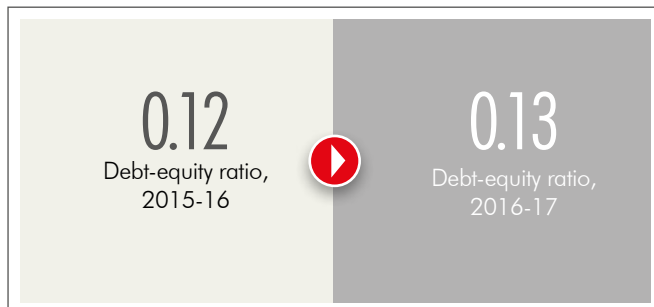 0.12
Debt-equity ratio,
2015-16
0.13
Debt-equity ratio,
2016-17